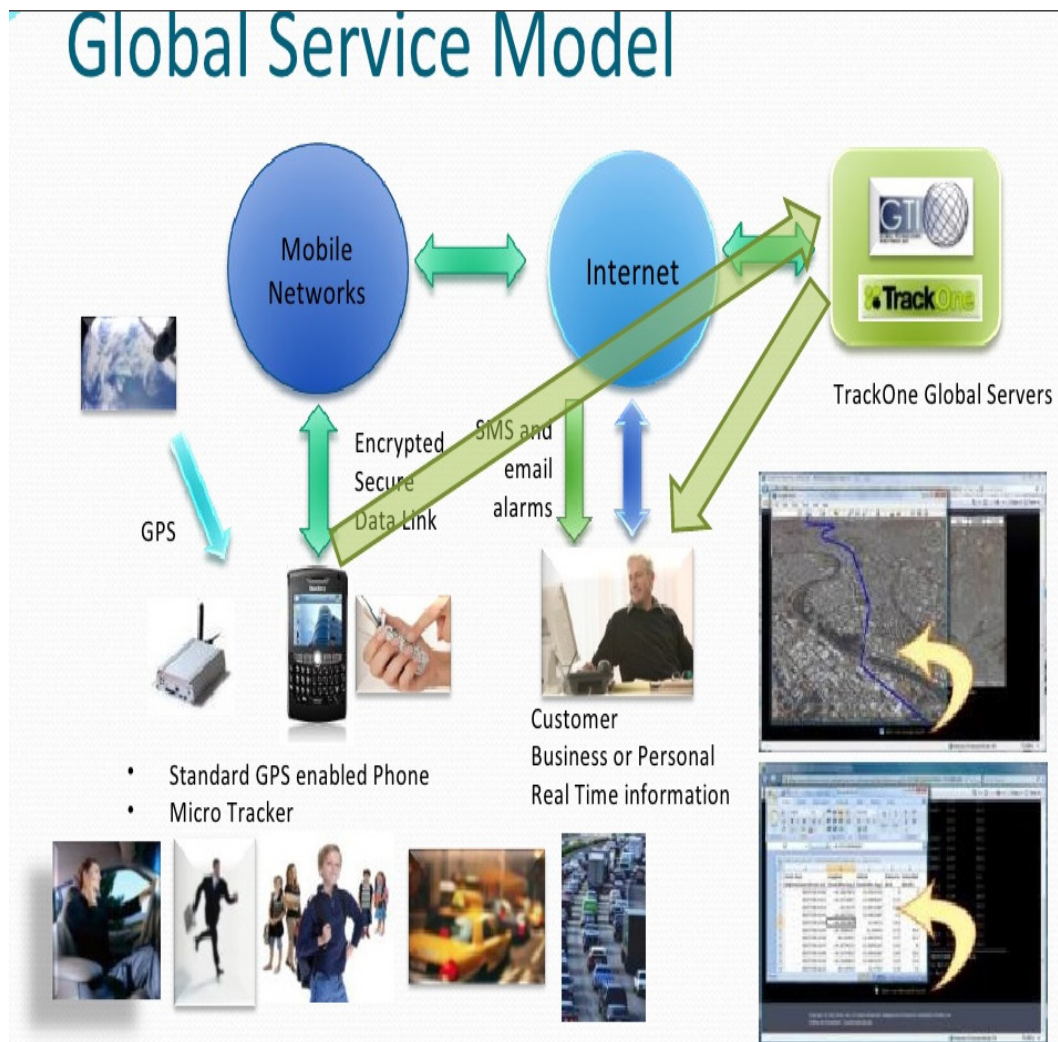 Global Service Model
Mobile
Networks
Internet
GTI
TrackOne
TrackOne Global Servers
GPS
Encrypted
Secure
Data Link
SMS and
email
alarms
Customer
Business or Personal
Real Time information
• Standard GPS enabled Phone
• Micro Tracker